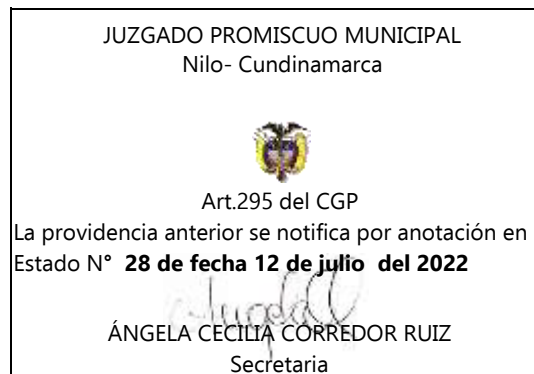 JUZGADO PROMISCUO MUNICIPAL
Nilo- Cundinamarca
Art.295 del CGP
La providencia anterior se notifica por anotación en
Estado N° 28 de fecha 12 de julio del 2022
ÁNGELA CECILIA CORREDOR RUIZ
Secretaria